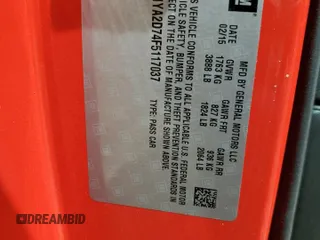 GM
MFD BY GENERAL MOTORS LLC
DATE GVWR GAWR FRT GAWR RR
02/15 1763 KG 827 KG 936 KG
3888 LB 1824 LB 2064 LB
VEHICLE CONFORMS TO ALL APPLICABLE U.S. FEDERAL MOTOR
VEHICLE SAFETY, BUMPER, AND THEFT PREVENTION STANDARDS IN
EFFECT ON THE DATE OF MANUFACTURE SHOWN ABOVE.
YA2D74F5117037 TYPE: PASS CAR
DREAMBID